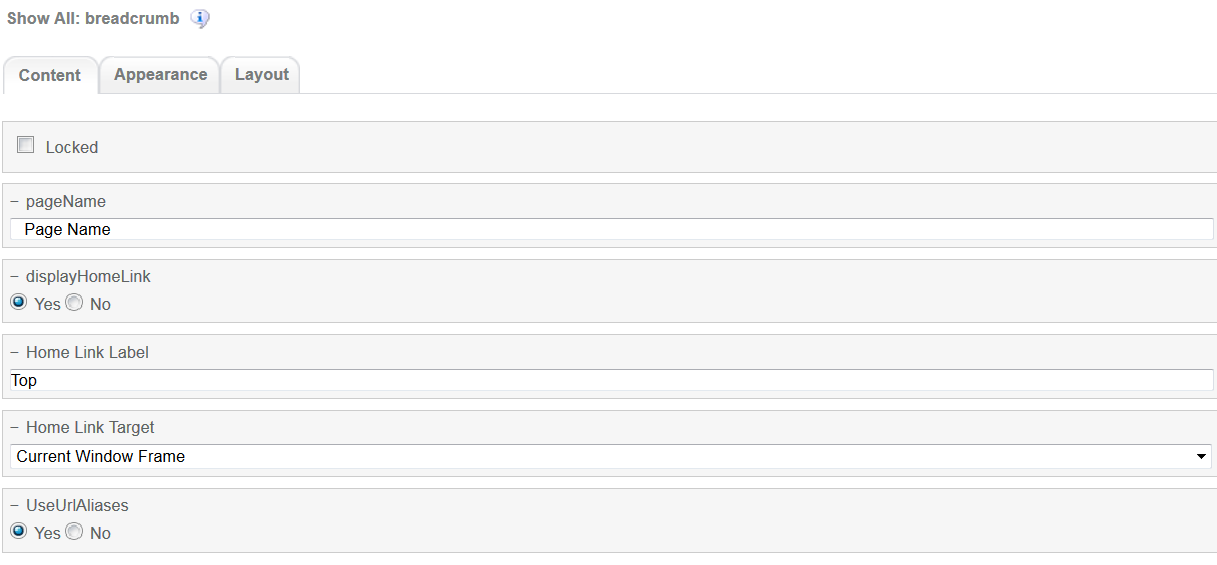 Show All: breadcrumb
Content Appearance Layout
Locked
– pageName
Page Name
– displayHomeLink
Yes No
– Home Link Label
Top
– Home Link Target
Current Window Frame
– UseUrlAliases
Yes No